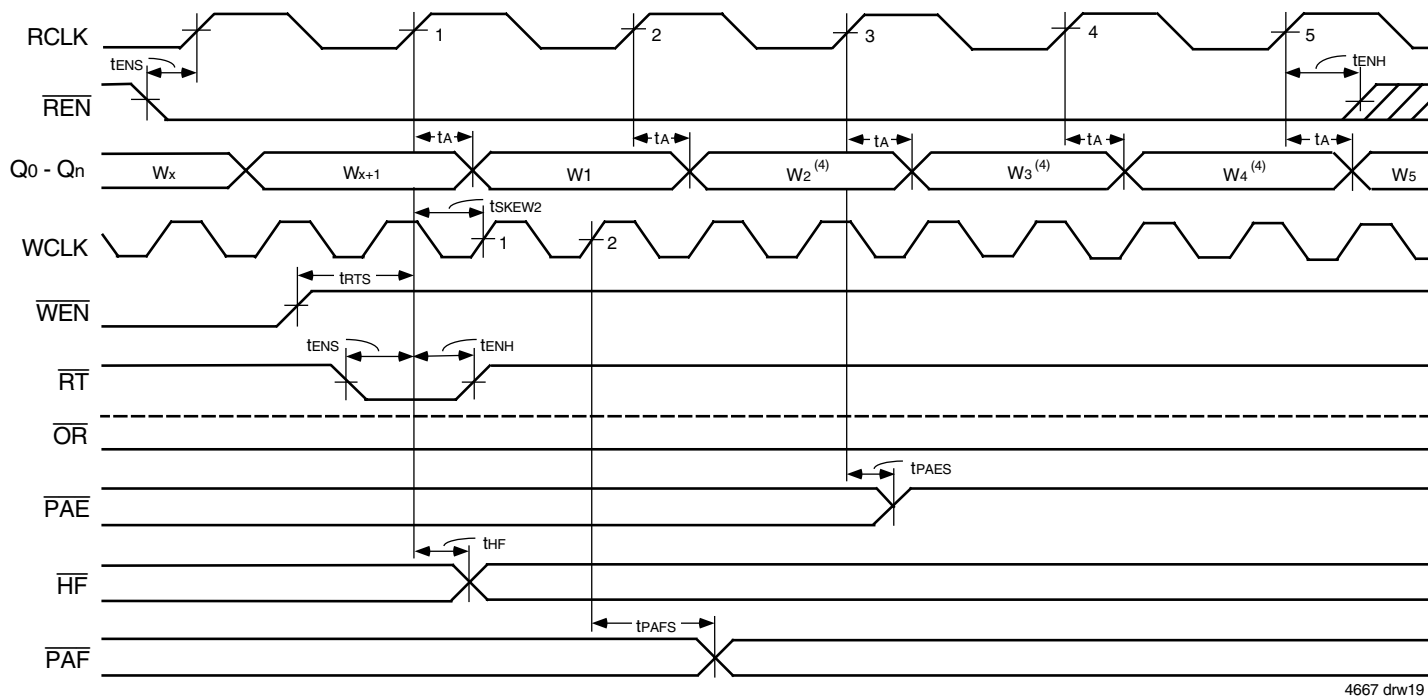 RCLK 1 2 3 4 5
tENS tENH
REN
tA tA tA tA tA
Q0 - Qn Wx Wx+1 W1 W2 (4) W3 (4) W4 (4) W5
tSKEW2
WCLK 1 2
tRTS
WEN
tENS tENH
RT
OR
tPAES
PAE
tHF
HF
tPAFS
PAF
4667 drw19